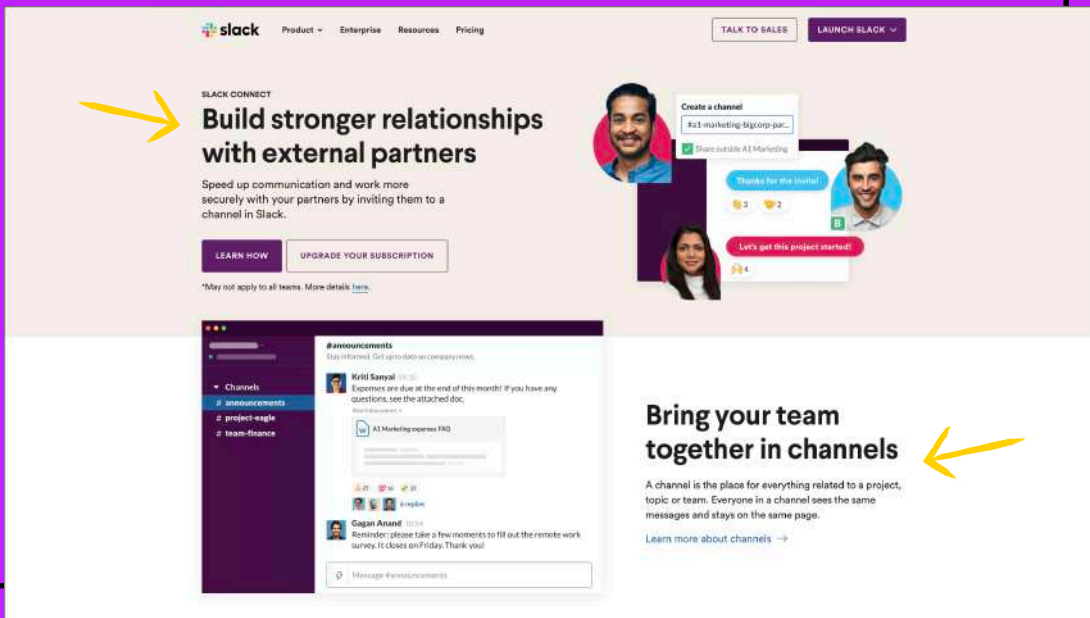 slack
Product Enterprise Resources Pricing
TALK TO SALES
LAUNCH SLACK
SLACK CONNECT
Build stronger relationships
with external partners
Speed up communication and work more
securely with your partners by inviting them to a
channel in Slack.
LEARN HOW
UPGRADE YOUR SUBSCRIPTION
*May not apply to all teams. More details here.
Create a channel
#a1-marketing-bigcorp-par...
Share outside A1 Marketing
Thanks for the invite!
3 2
B
Let's get this project started!
4
Channels
# announcements
# project-eagle
# team-finance
#announcements
Stay informed. Get up to date on company news.
Kriti Sanyal
Expenses are due at the end of this month! If you have any
questions, see the attached doc.
W
A1 Marketing expenses FAQ
6 replies
Gagan Anand
Reminder: please take a few moments to fill out the remote work
survey. It closes on Friday. Thank you!
Message #announcements
Bring your team
together in channels
A channel is the place for everything related to a project,
topic or team. Everyone in a channel sees the same
messages and stays on the same page.
Learn more about channels →